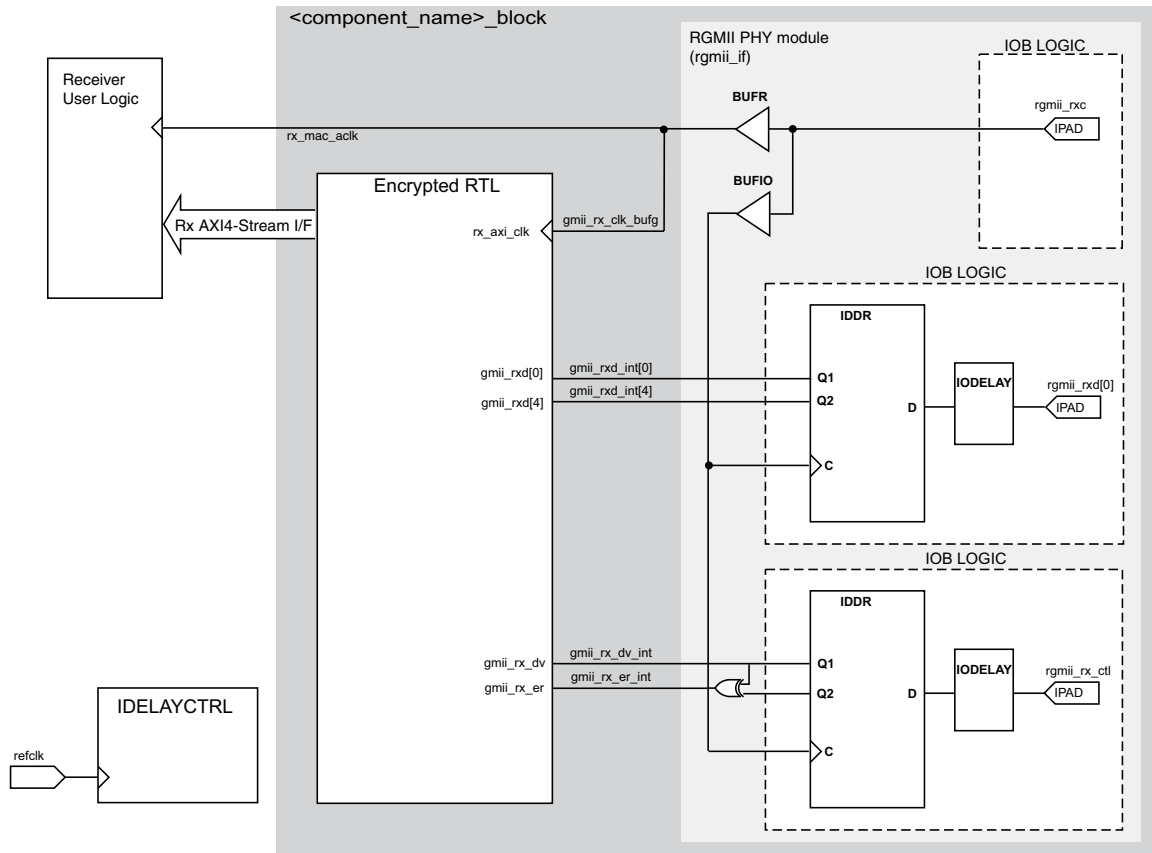 <component_name>_block
RGMII PHY module
(rgmii_if)
IOB LOGIC
Receiver
User Logic
BUFR
rgmii_rxc
IPAD
rx_mac_aclk
BUFIO
Encrypted RTL
Rx AXI4-Stream I/F
rx_axi_clk
gmii_rx_clk_bufg
IOB LOGIC
IDDR
gmii_rxd[0]
gmii_rxd_int[0]
Q1
IODELAY
rgmii_rxd[0]
gmii_rxd[4]
gmii_rxd_int[4]
Q2
D
IPAD
C
IOB LOGIC
IDDR
gmii_rx_dv
gmii_rx_dv_int
Q1
IODELAY
rgmii_rx_ctl
gmii_rx_er
gmii_rx_er_int
Q2
D
IPAD
C
IDELAYCTRL
refclk